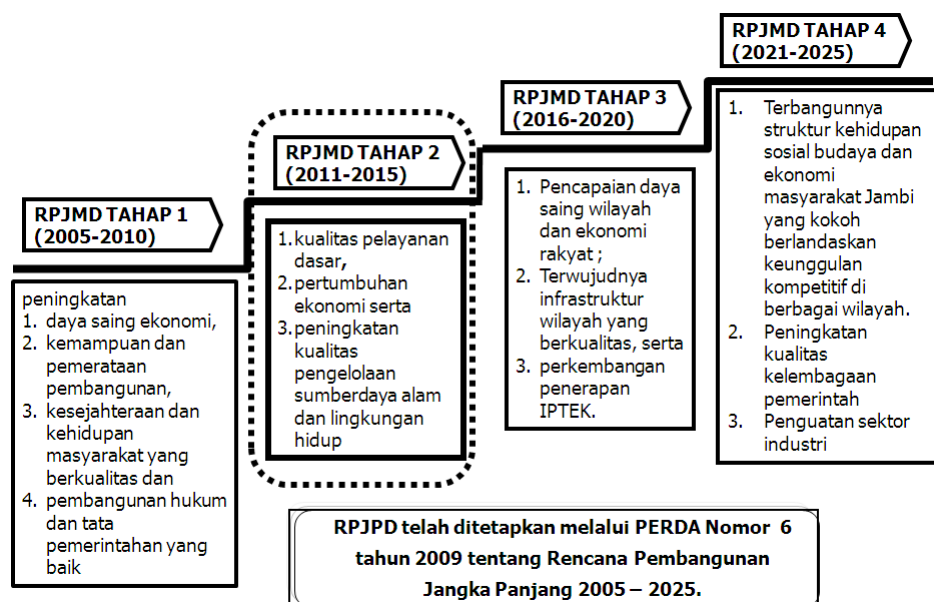 RPJMD TAHAP 1
(2005-2010)
peningkatan
1. daya saing ekonomi,
2. kemampuan dan
pemerataan
pembangunan,
3. kesejahteraan dan
kehidupan
masyarakat yang
berkualitas dan
4. pembangunan hukum
dan tata
pemerintahan yang
baik
RPJMD TAHAP 2
(2011-2015)
1.kualitas pelayanan
dasar,
2.pertumbuhan
ekonomi serta
3.peningkatan
kualitas
pengelolaan
sumberdaya alam
dan lingkungan
hidup
RPJMD TAHAP 3
(2016-2020)
1. Pencapaian daya
saing wilayah
dan ekonomi
rakyat ;
2. Terwujudnya
infrastruktur
wilayah yang
berkualitas, serta
3. perkembangan
penerapan
IPTEK.
RPJMD TAHAP 4
(2021-2025)
1. Terbangunnya
struktur kehidupan
sosial budaya dan
ekonomi
masyarakat Jambi
yang kokoh
berlandaskan
keunggulan
kompetitif di
berbagai wilayah.
2. Peningkatan
kualitas
kelembagaan
pemerintah
3. Penguatan sektor
industri
RPJPD telah ditetapkan melalui PERDA Nomor 6
tahun 2009 tentang Rencana Pembangunan
Jangka Panjang 2005 – 2025.